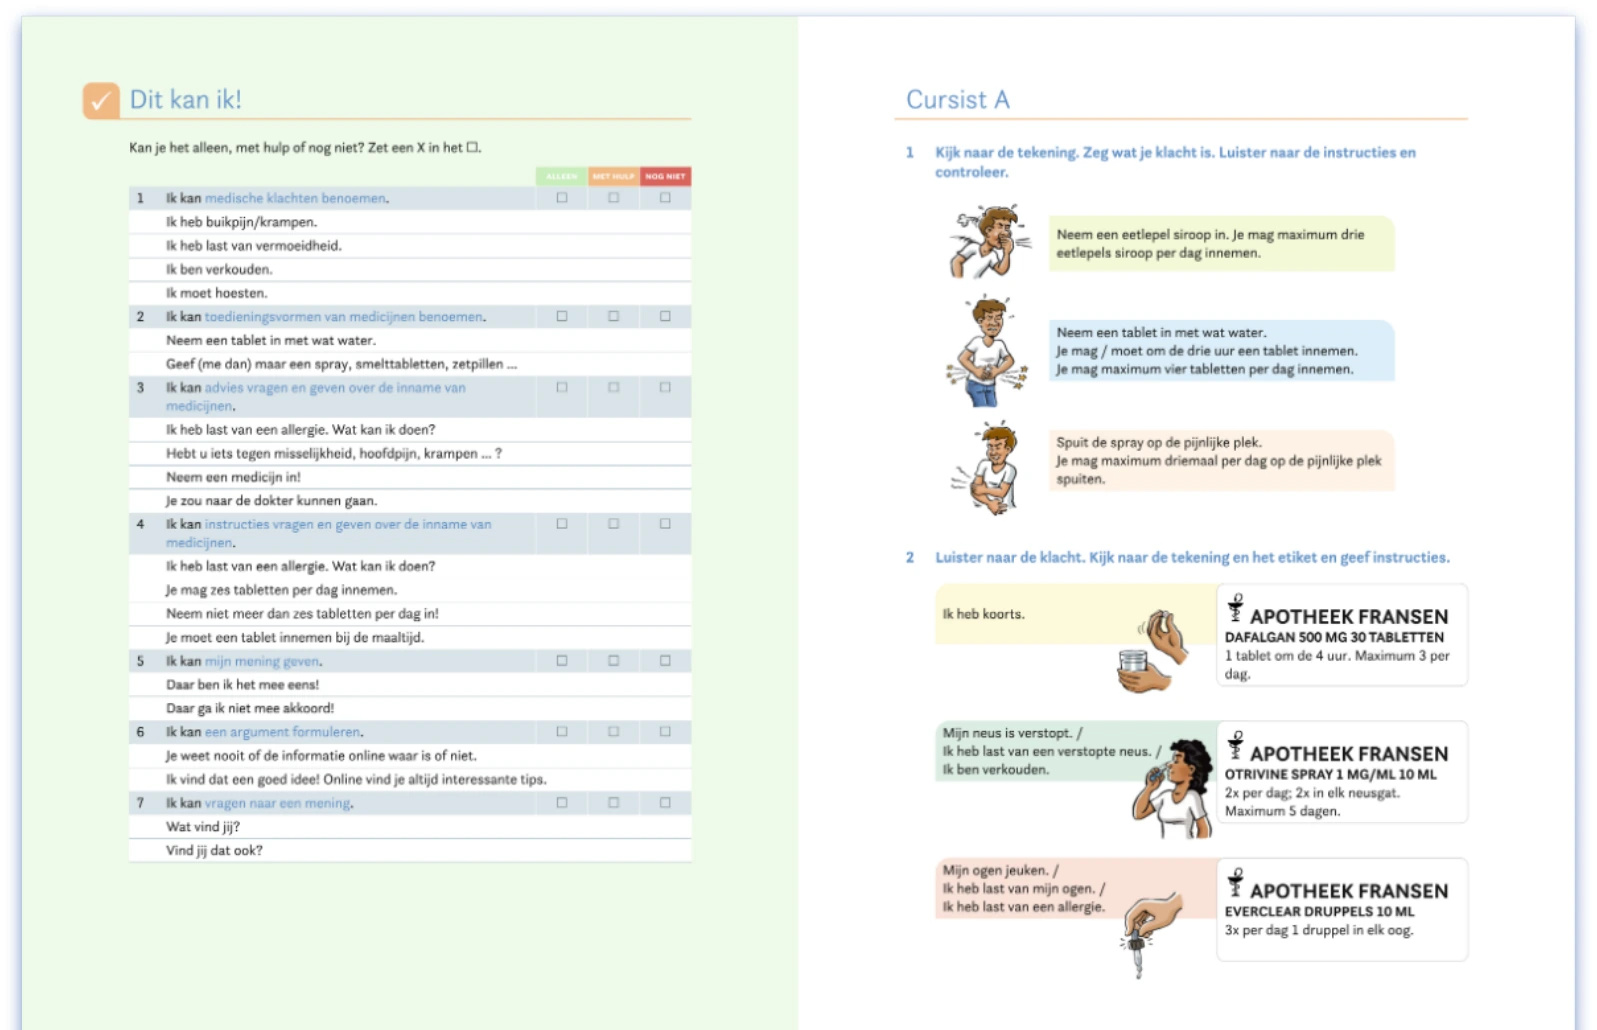 Dit kan ik!
Kan je het alleen, met hulp of nog niet? Zet een X in het □.
ALLEEN MET HULP NOG NIET
1 Ik kan medische klachten benoemen. □ □ □
Ik heb buikpijn/krampen.
Ik heb last van vermoeidheid.
Ik ben verkouden.
Ik moet hoesten.
2 Ik kan toedieningsvormen van medicijnen benoemen. □ □ □
Neem een tablet in met wat water.
Geef (me dan) maar een spray, smelttabletten, zetpillen ...
3 Ik kan advies vragen en geven over de inname van □ □ □
medicijnen.
Ik heb last van een allergie. Wat kan ik doen?
Hebt u iets tegen misselijkheid, hoofdpijn, krampen ... ?
Neem een medicijn in!
Je zou naar de dokter kunnen gaan.
4 Ik kan instructies vragen en geven over de inname van □ □ □
medicijnen.
Ik heb last van een allergie. Wat kan ik doen?
Je mag zes tabletten per dag innemen.
Neem niet meer dan zes tabletten per dag in!
Je moet een tablet innemen bij de maaltijd.
5 Ik kan mijn mening geven. □ □ □
Daar ben ik het mee eens!
Daar ga ik niet mee akkoord!
6 Ik kan een argument formuleren. □ □ □
Je weet nooit of de informatie online waar is of niet.
Ik vind dat een goed idee! Online vind je altijd interessante tips.
7 Ik kan vragen naar een mening. □ □ □
Wat vind jij?
Vind jij dat ook?
Cursist A
1 Kijk naar de tekening. Zeg wat je klacht is. Luister naar de instructies en
controleer.
Neem een eetlepel siroop in. Je mag maximum drie
eetlepels siroop per dag innemen.
Neem een tablet in met wat water.
Je mag / moet om de drie uur een tablet innemen.
Je mag maximum vier tabletten per dag innemen.
Spuit de spray op de pijnlijke plek.
Je mag maximum driemaal per dag op de pijnlijke plek
spuiten.
2 Luister naar de klacht. Kijk naar de tekening en het etiket en geef instructies.
Ik heb koorts.
APOTHEEK FRANSEN
DAFALGAN 500 MG 30 TABLETTEN
1 tablet om de 4 uur. Maximum 3 per
dag.
Mijn neus is verstopt. /
Ik heb last van een verstopte neus. /
Ik ben verkouden.
APOTHEEK FRANSEN
OTRIVINE SPRAY 1 MG/ML 10 ML
2x per dag; 2x in elk neusgat.
Maximum 5 dagen.
Mijn ogen jeuken. /
Ik heb last van mijn ogen. /
Ik heb last van een allergie.
APOTHEEK FRANSEN
EVERCLEAR DRUPPELS 10 ML
3x per dag 1 druppel in elk oog.